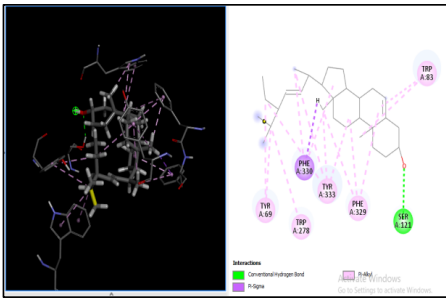 TRP
A:83
H
PHE
A:330
TYR
A:333
TYR
A:69
TRP
A:278
PHE
A:329
SER
A:121
Interactions
Conventional Hydrogen Bond
Pi-Sigma
Pi-Alkyl
Activate Windows
Go to Settings to activate Windows.